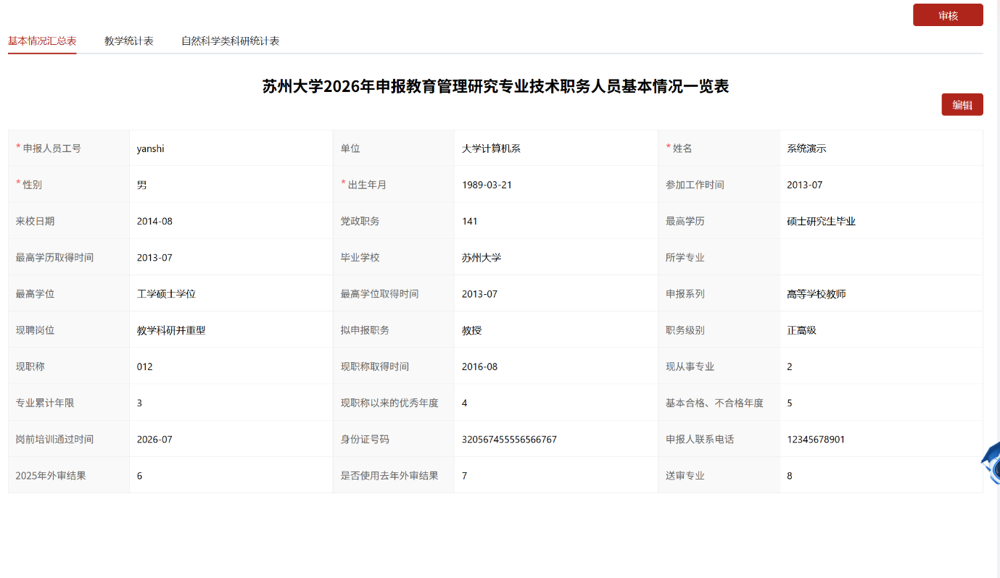 审核
基本情况汇总表 教学统计表 自然科学类科研统计表
苏州大学2026年申报教育管理研究专业技术职务人员基本情况一览表
编辑
* 申报人员工号 yanshi 单位 大学计算机系 * 姓名 系统演示
* 性别 男 * 出生年月 1989-03-21 参加工作时间 2013-07
来校日期 2014-08 党政职务 141 最高学历 硕士研究生毕业
最高学历取得时间 2013-07 毕业学校 苏州大学 所学专业
最高学位 工学硕士学位 最高学位取得时间 2013-07 申报系列 高等学校教师
现聘岗位 教学科研并重型 拟申报职务 教授 职务级别 正高级
现职称 012 现职称取得时间 2016-08 现从事专业 2
专业累计年限 3 现职称以来的优秀年度 4 基本合格、不合格年度 5
岗前培训通过时间 2026-07 身份证号码 320567455556566767 申报人联系电话 12345678901
2025年外审结果 6 是否使用去年外审结果 7 送审专业 8